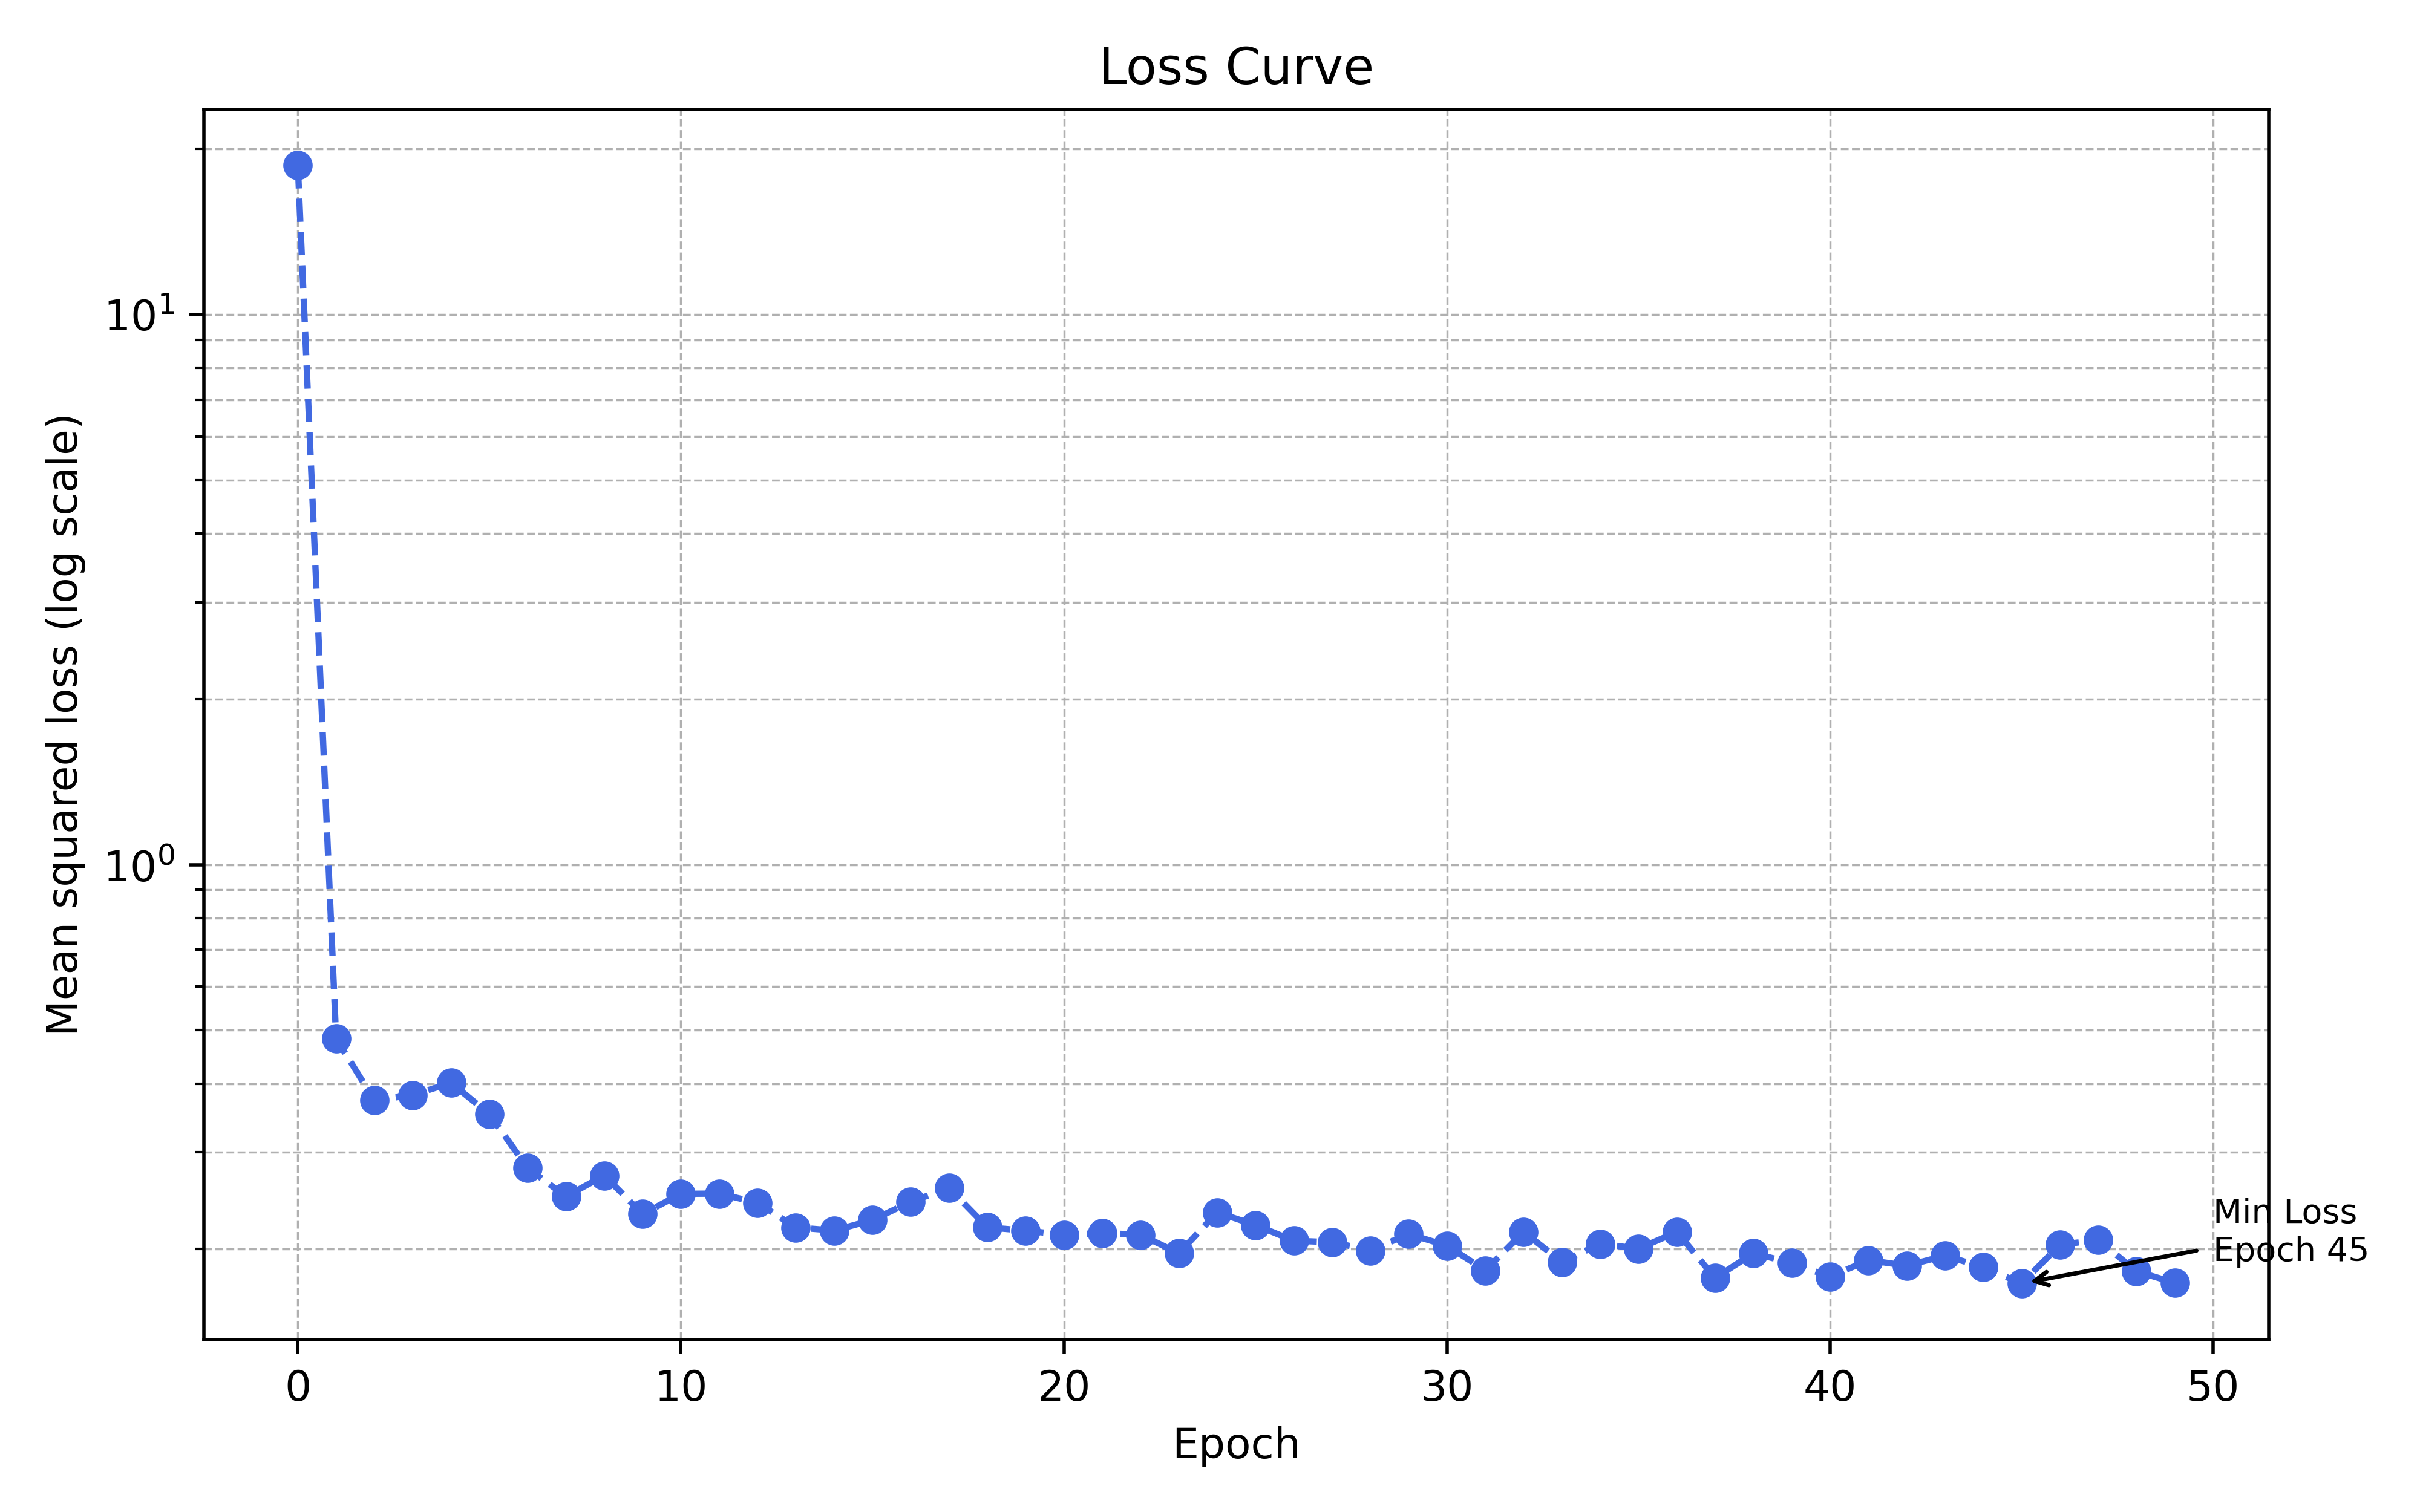 Loss Curve
Mean squared loss (log scale)
10¹
10⁰
Min Loss
Epoch 45
0 10 20 30 40 50
Epoch